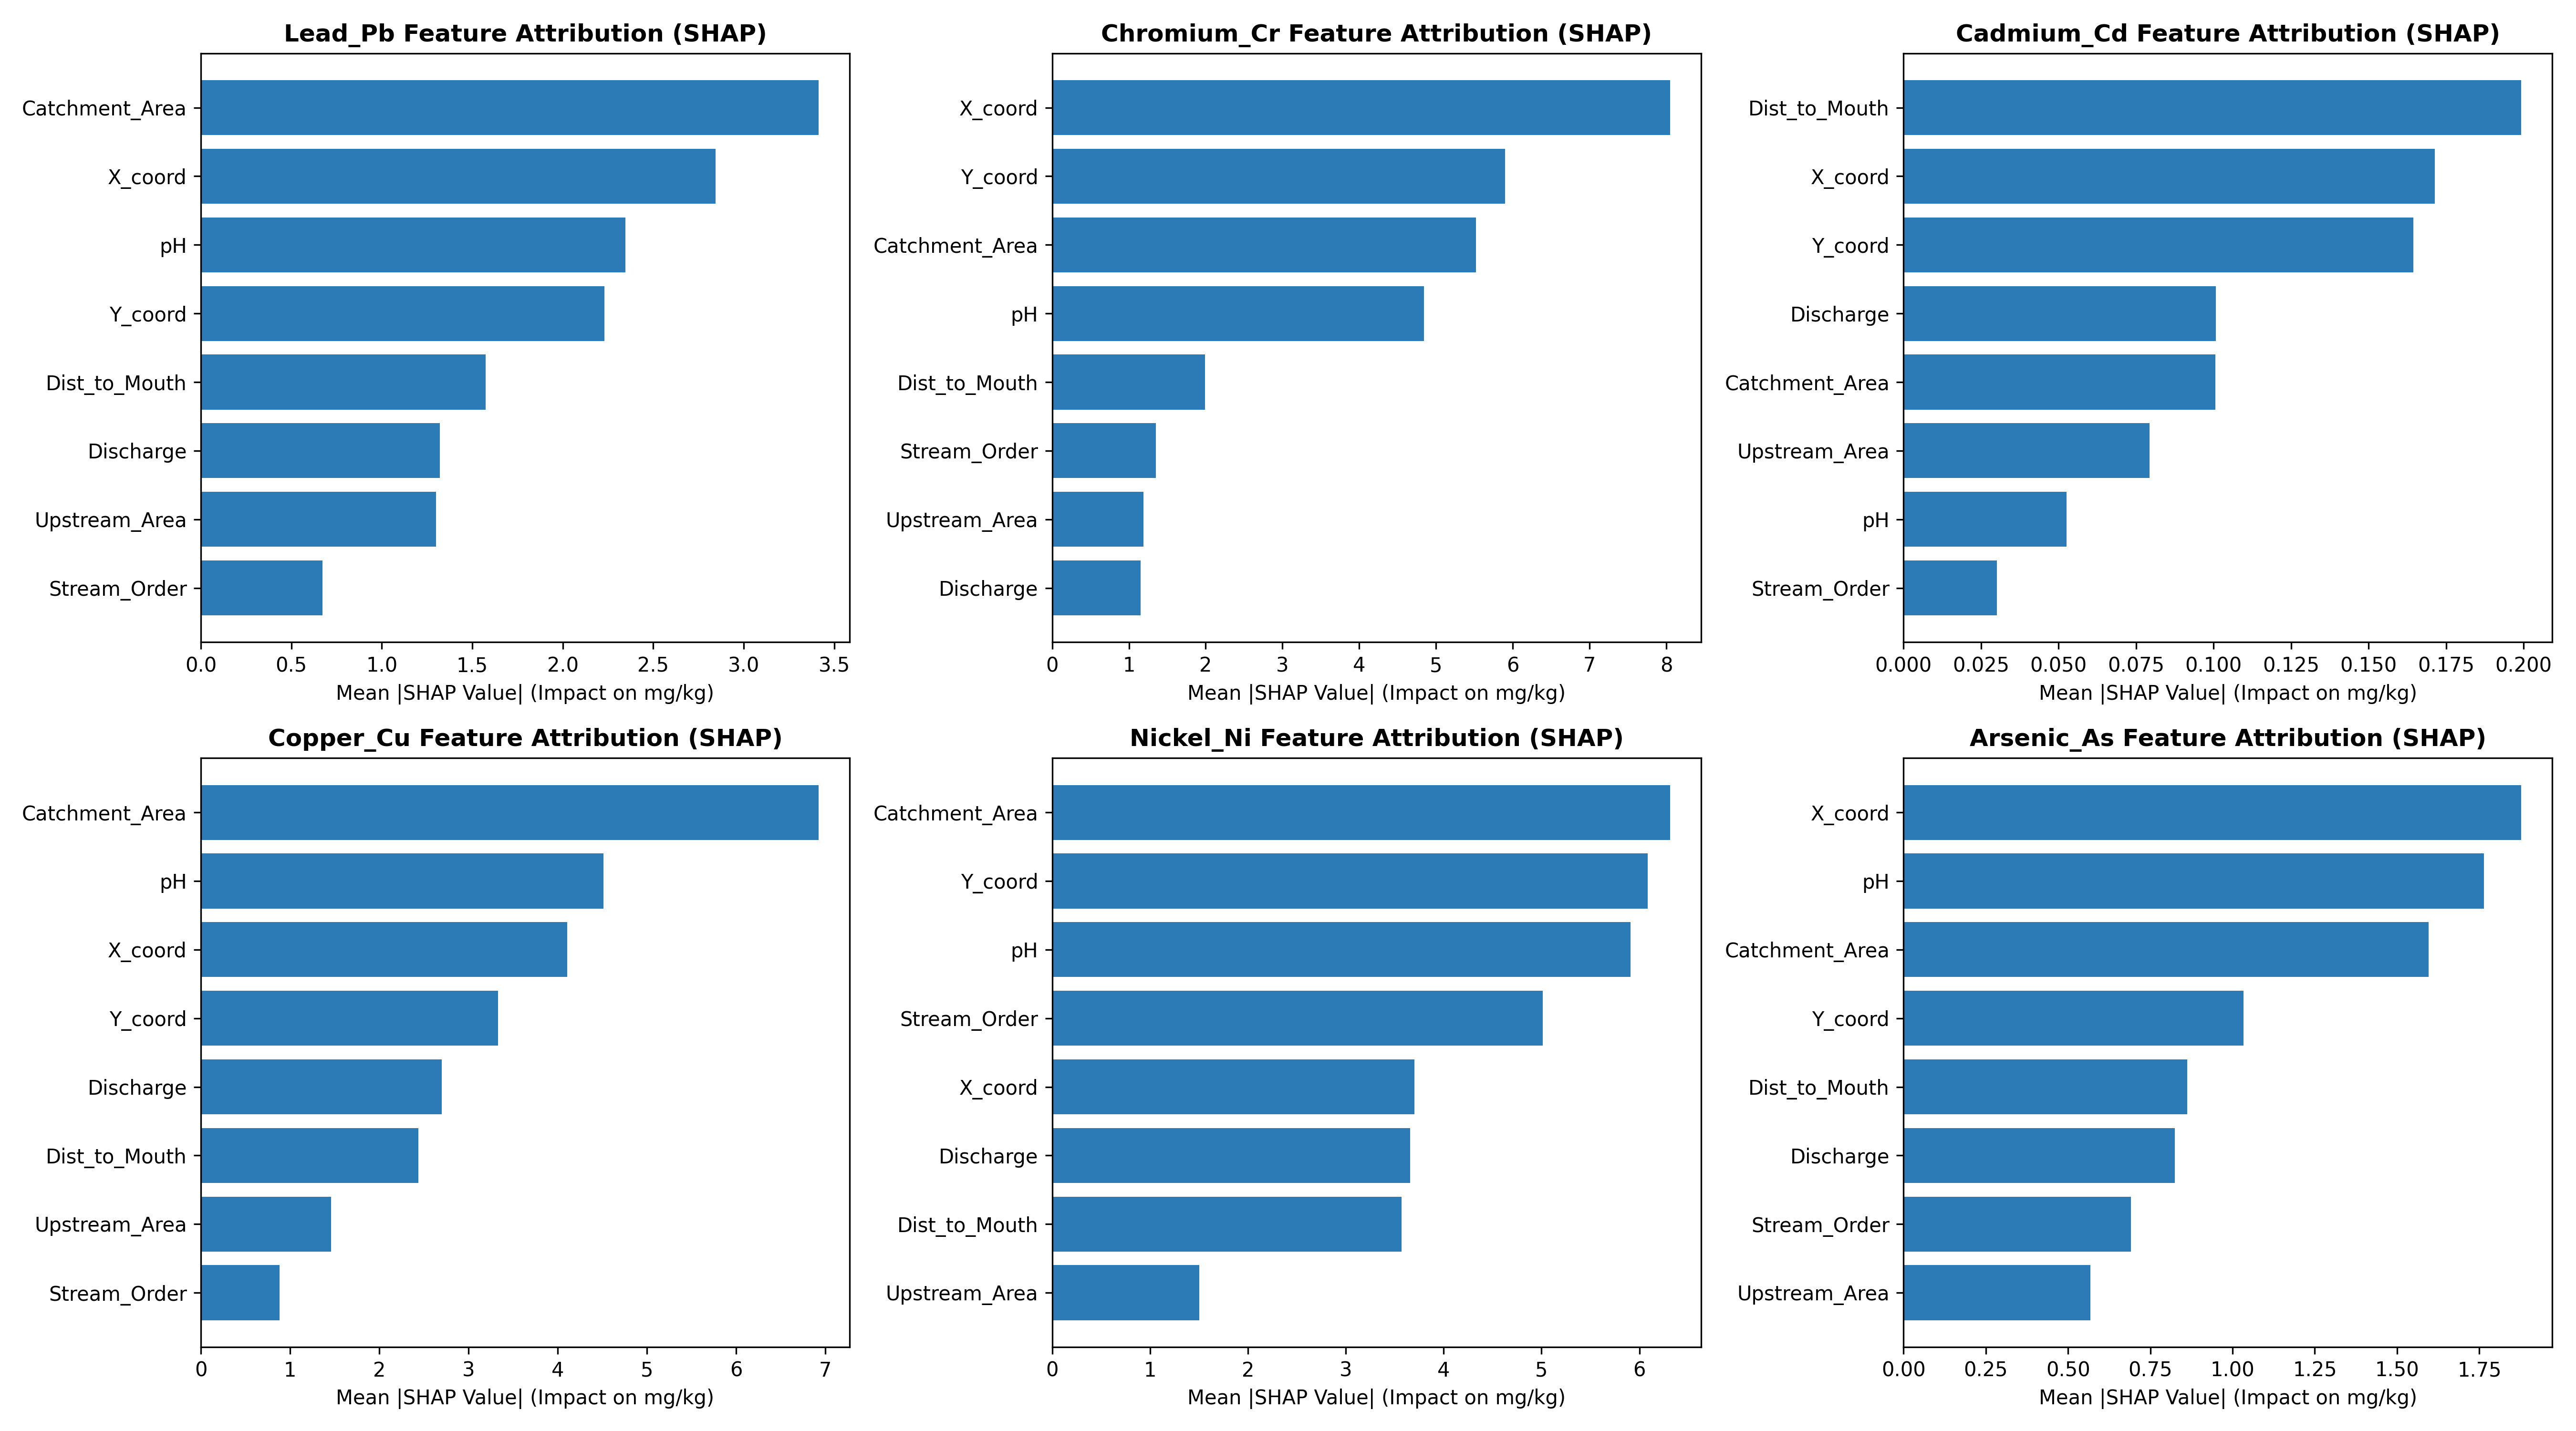 Lead_Pb Feature Attribution (SHAP)
Catchment_Area
X_coord
pH
Y_coord
Dist_to_Mouth
Discharge
Upstream_Area
Stream_Order
0.0 0.5 1.0 1.5 2.0 2.5 3.0 3.5
Mean |SHAP Value| (Impact on mg/kg)
Chromium_Cr Feature Attribution (SHAP)
X_coord
Y_coord
Catchment_Area
pH
Dist_to_Mouth
Stream_Order
Upstream_Area
Discharge
0 1 2 3 4 5 6 7 8
Mean |SHAP Value| (Impact on mg/kg)
Cadmium_Cd Feature Attribution (SHAP)
Dist_to_Mouth
X_coord
Y_coord
Discharge
Catchment_Area
Upstream_Area
pH
Stream_Order
0.000 0.025 0.050 0.075 0.100 0.125 0.150 0.175 0.200
Mean |SHAP Value| (Impact on mg/kg)
Copper_Cu Feature Attribution (SHAP)
Catchment_Area
pH
X_coord
Y_coord
Discharge
Dist_to_Mouth
Upstream_Area
Stream_Order
0 1 2 3 4 5 6 7
Mean |SHAP Value| (Impact on mg/kg)
Nickel_Ni Feature Attribution (SHAP)
Catchment_Area
Y_coord
pH
Stream_Order
X_coord
Discharge
Dist_to_Mouth
Upstream_Area
0 1 2 3 4 5 6
Mean |SHAP Value| (Impact on mg/kg)
Arsenic_As Feature Attribution (SHAP)
X_coord
pH
Catchment_Area
Y_coord
Dist_to_Mouth
Discharge
Stream_Order
Upstream_Area
0.00 0.25 0.50 0.75 1.00 1.25 1.50 1.75
Mean |SHAP Value| (Impact on mg/kg)